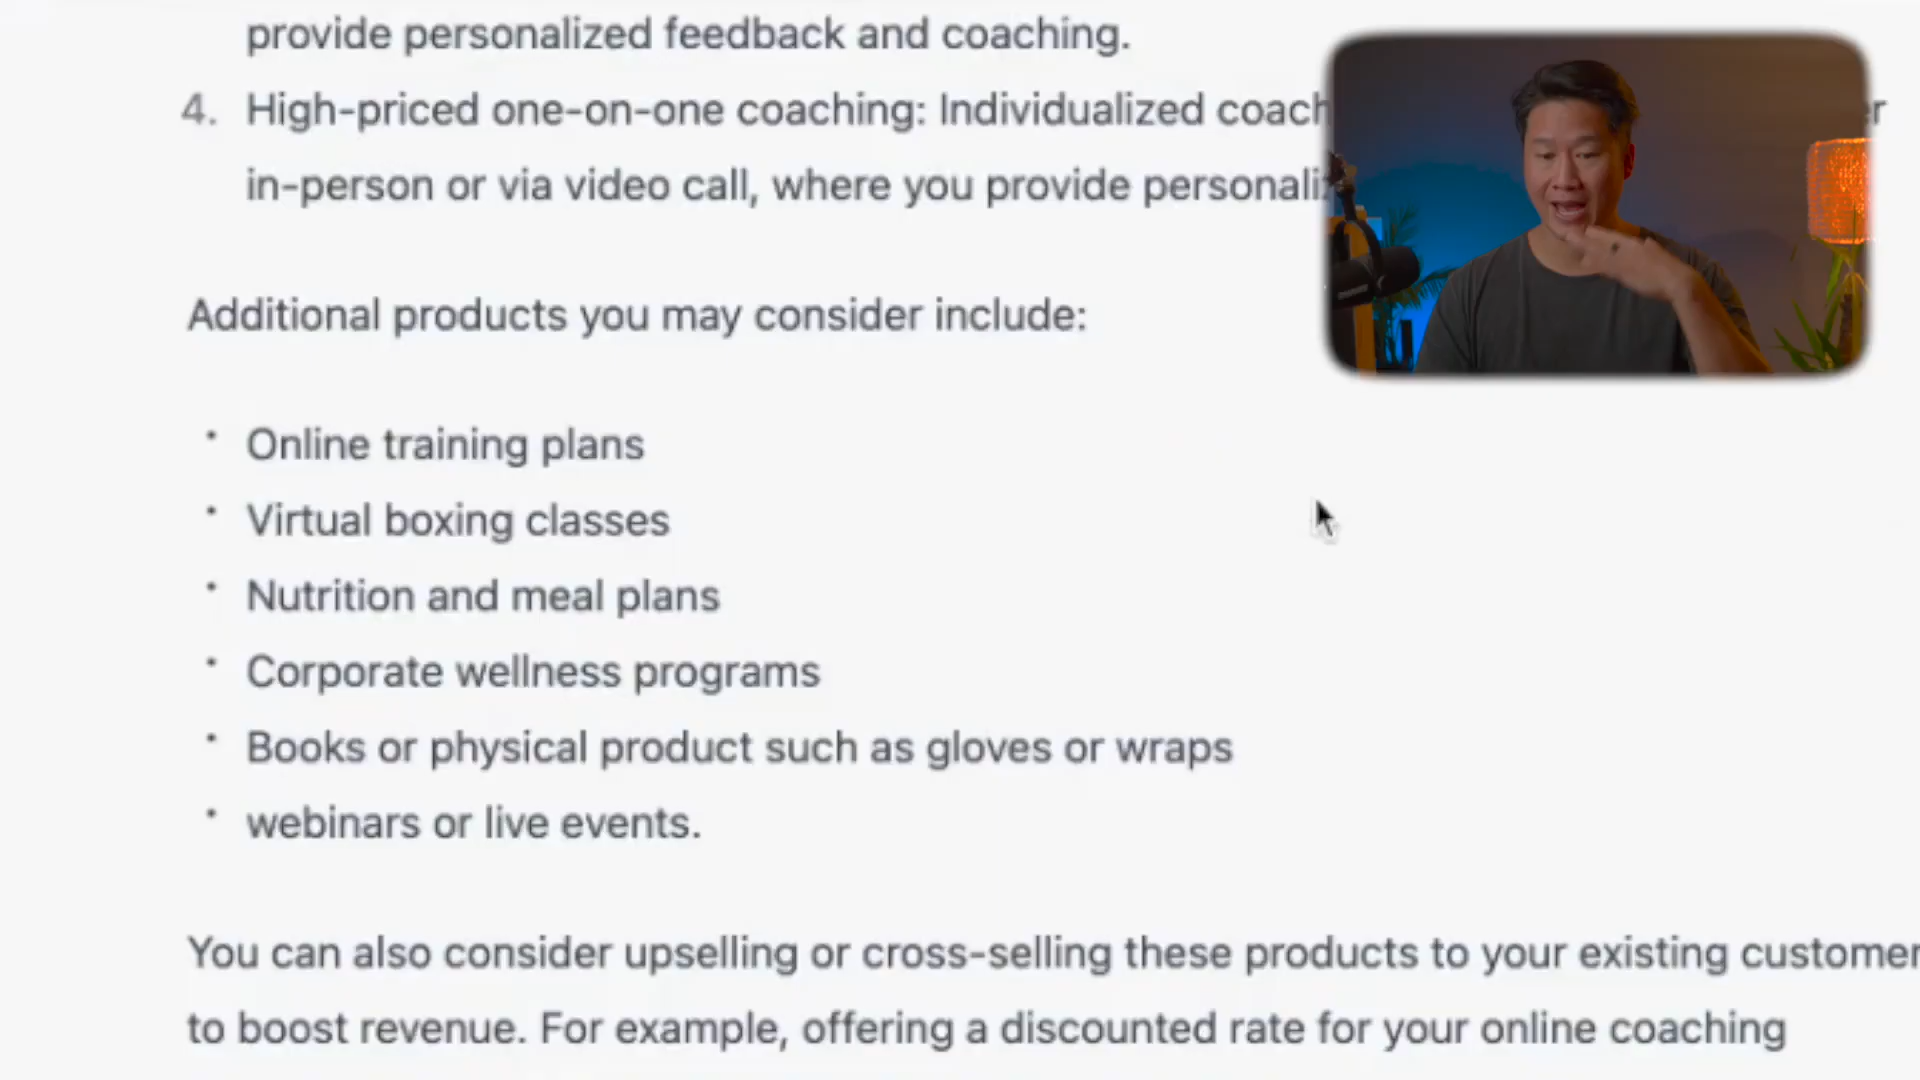 provide personalized feedback and coaching.
4. High-priced one-on-one coaching: Individualized coach
in-person or via video call, where you provide personali
Additional products you may consider include:
• Online training plans
• Virtual boxing classes
• Nutrition and meal plans
• Corporate wellness programs
• Books or physical product such as gloves or wraps
• webinars or live events.
You can also consider upselling or cross-selling these products to your existing customer
to boost revenue. For example, offering a discounted rate for your online coaching